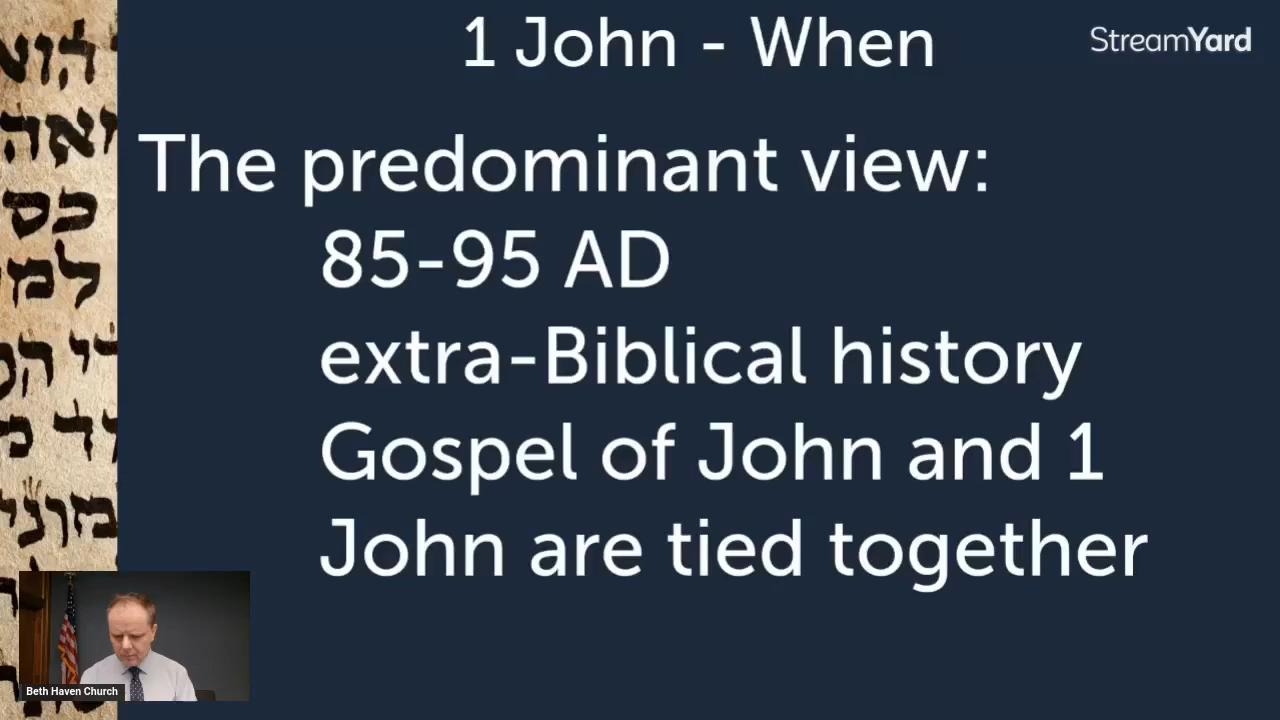 1 John - When
StreamYard
The predominant view:
85-95 AD
extra-Biblical history
Gospel of John and 1
John are tied together
Beth Haven Church